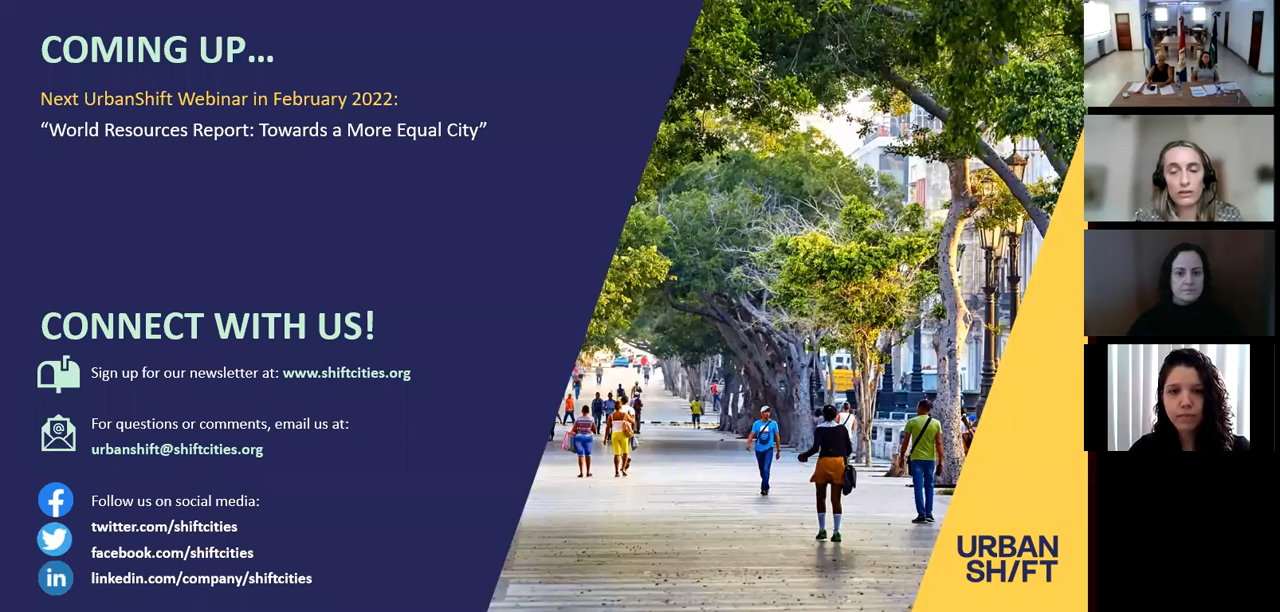 COMING UP...
Next UrbanShift Webinar in February 2022:
“World Resources Report: Towards a More Equal City”
CONNECT WITH US!
Sign up for our newsletter at: www.shiftcities.org
For questions or comments, email us at:
urbanshift@shiftcities.org
Follow us on social media:
twitter.com/shiftcities
facebook.com/shiftcities
linkedin.com/company/shiftcities
URBAN
SH/FT